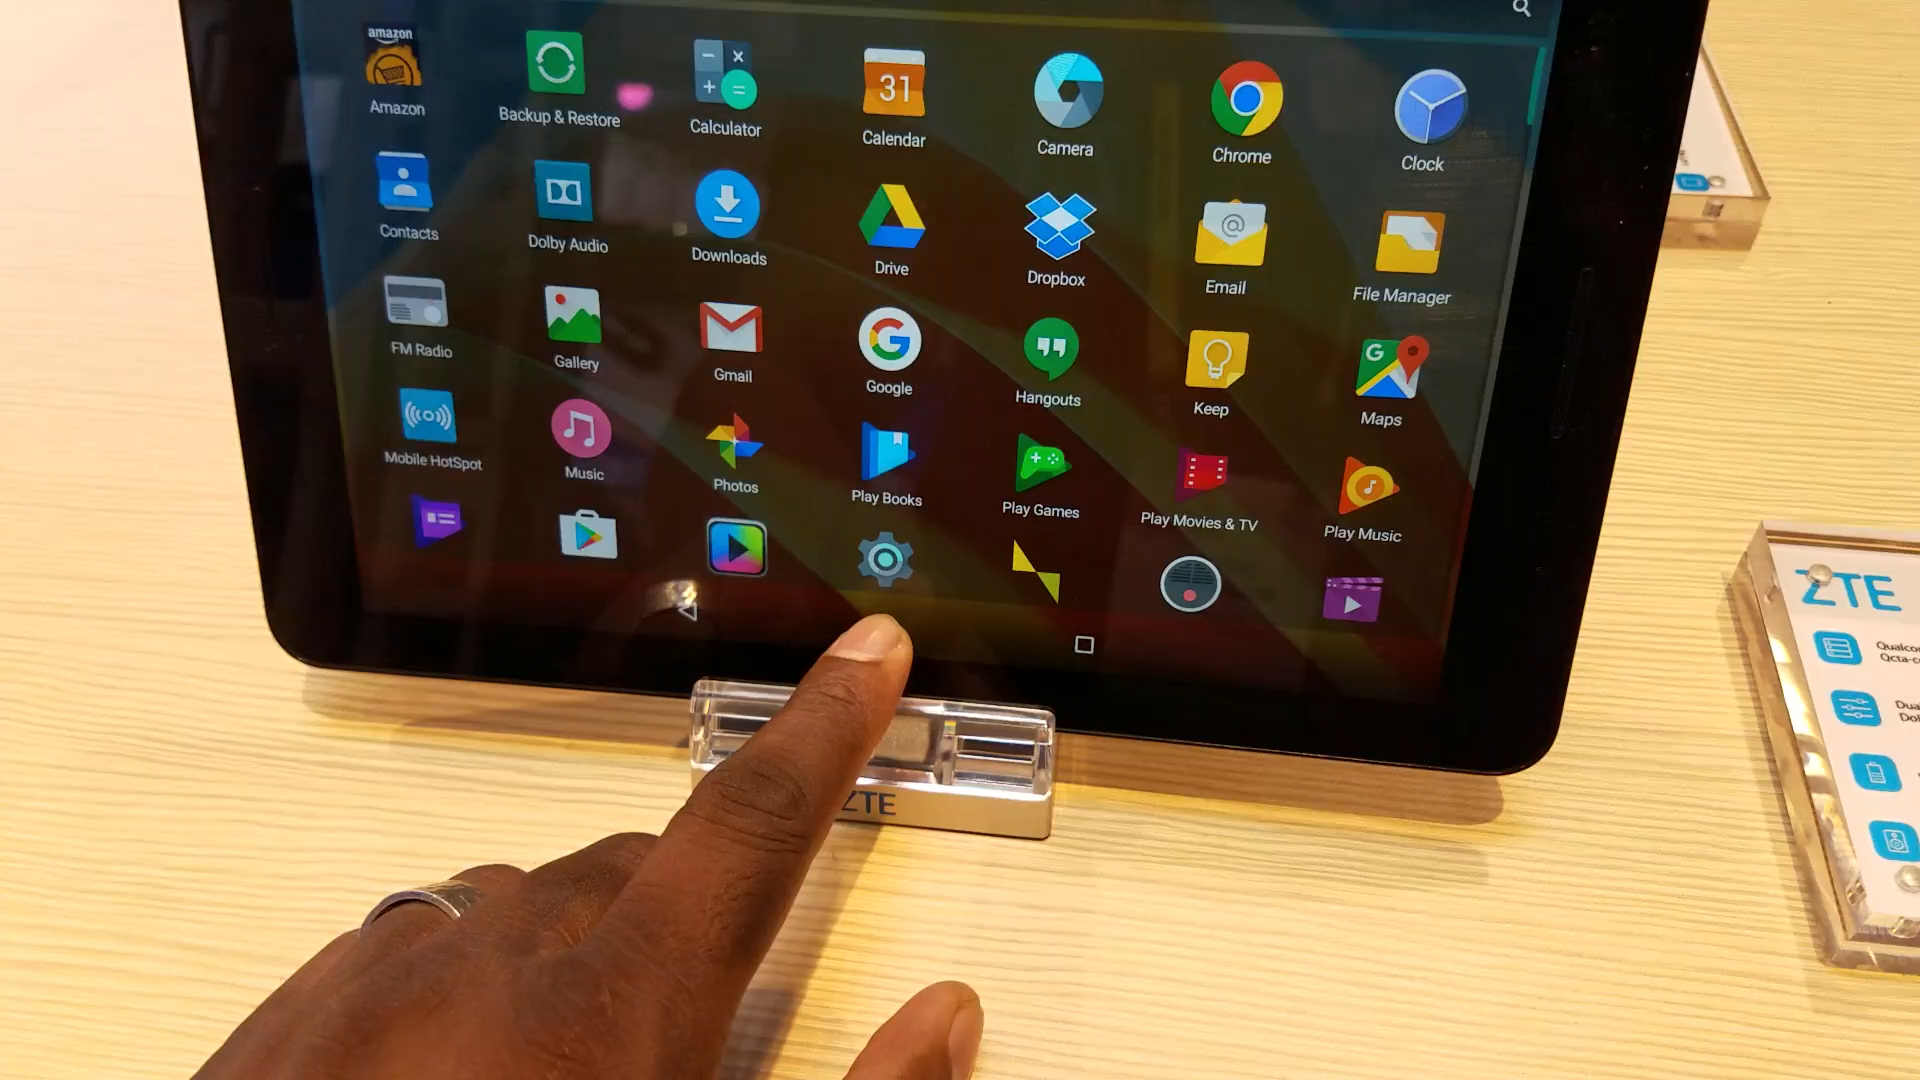 amazon
Amazon
Backup & Restore
Calculator
31
Calendar
Camera
Chrome
Clock
Contacts
Dolby Audio
Downloads
Drive
Dropbox
@
Email
File Manager
FM Radio
Gallery
Gmail
G
Google
Hangouts
Keep
G
Maps
Mobile HotSpot
Music
Photos
Play Books
Play Games
Play Movies & TV
Play Music
ZTE
ZTE